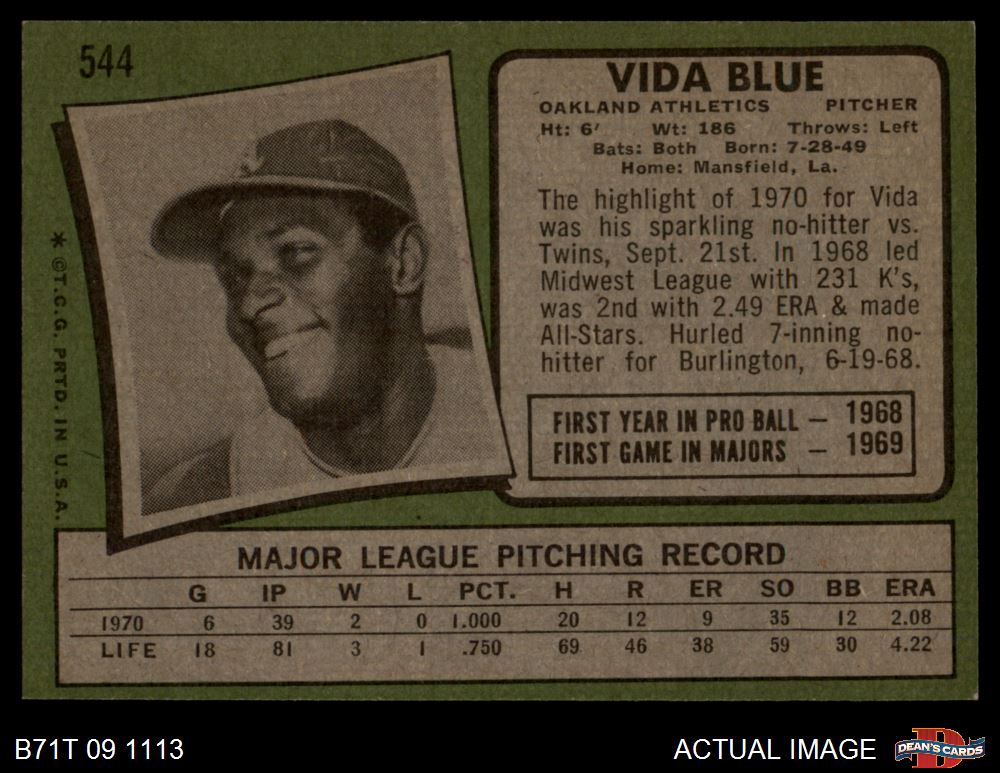 544
VIDA BLUE
OAKLAND ATHLETICS PITCHER
Ht: 6' Wt: 186 Throws: Left
Bats: Both Born: 7-28-49
Home: Mansfield, La.
The highlight of 1970 for Vida
was his sparkling no-hitter vs.
Twins, Sept. 21st. In 1968 led
Midwest League with 231 K's,
was 2nd with 2.49 ERA & made
All-Stars. Hurled 7-inning no-
hitter for Burlington, 6-19-68.
FIRST YEAR IN PRO BALL — 1968
FIRST GAME IN MAJORS — 1969
* ©T.C.G. PRTD. IN U.S.A.
MAJOR LEAGUE PITCHING RECORD
G IP W L PCT. H R ER SO BB ERA
1970 6 39 2 0 1.000 20 12 9 35 12 2.08
LIFE 18 81 3 1 .750 69 46 38 59 30 4.22
B71T 09 1113
ACTUAL IMAGE
D
DEAN'S CARDS